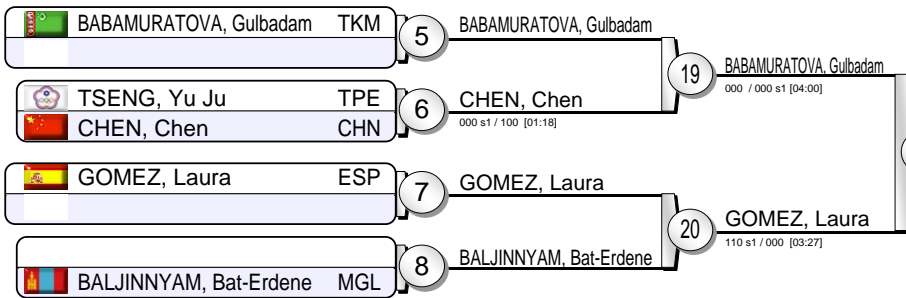 BABAMURATOVA, Gulbadam TKM
5
BABAMURATOVA, Gulbadam
19
BABAMURATOVA, Gulbadam
000 / 000 s1 [04:00]
TSENG, Yu Ju TPE
CHEN, Chen CHN
6
CHEN, Chen
000 s1 / 100 [01:18]
GOMEZ, Laura ESP
7
GOMEZ, Laura
20
GOMEZ, Laura
110 s1 / 000 [03:27]
BALJINNYAM, Bat-Erdene MGL
8
BALJINNYAM, Bat-Erdene